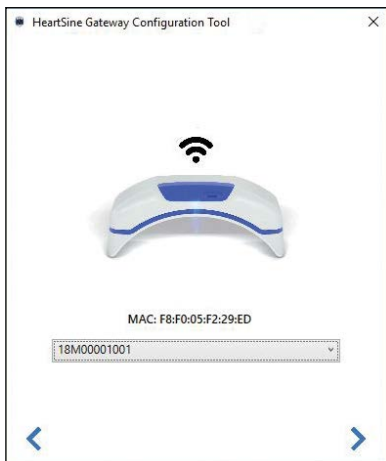 HeartSine Gateway Configuration Tool
MAC: F8:F0:05:F2:29:ED
18M00001001